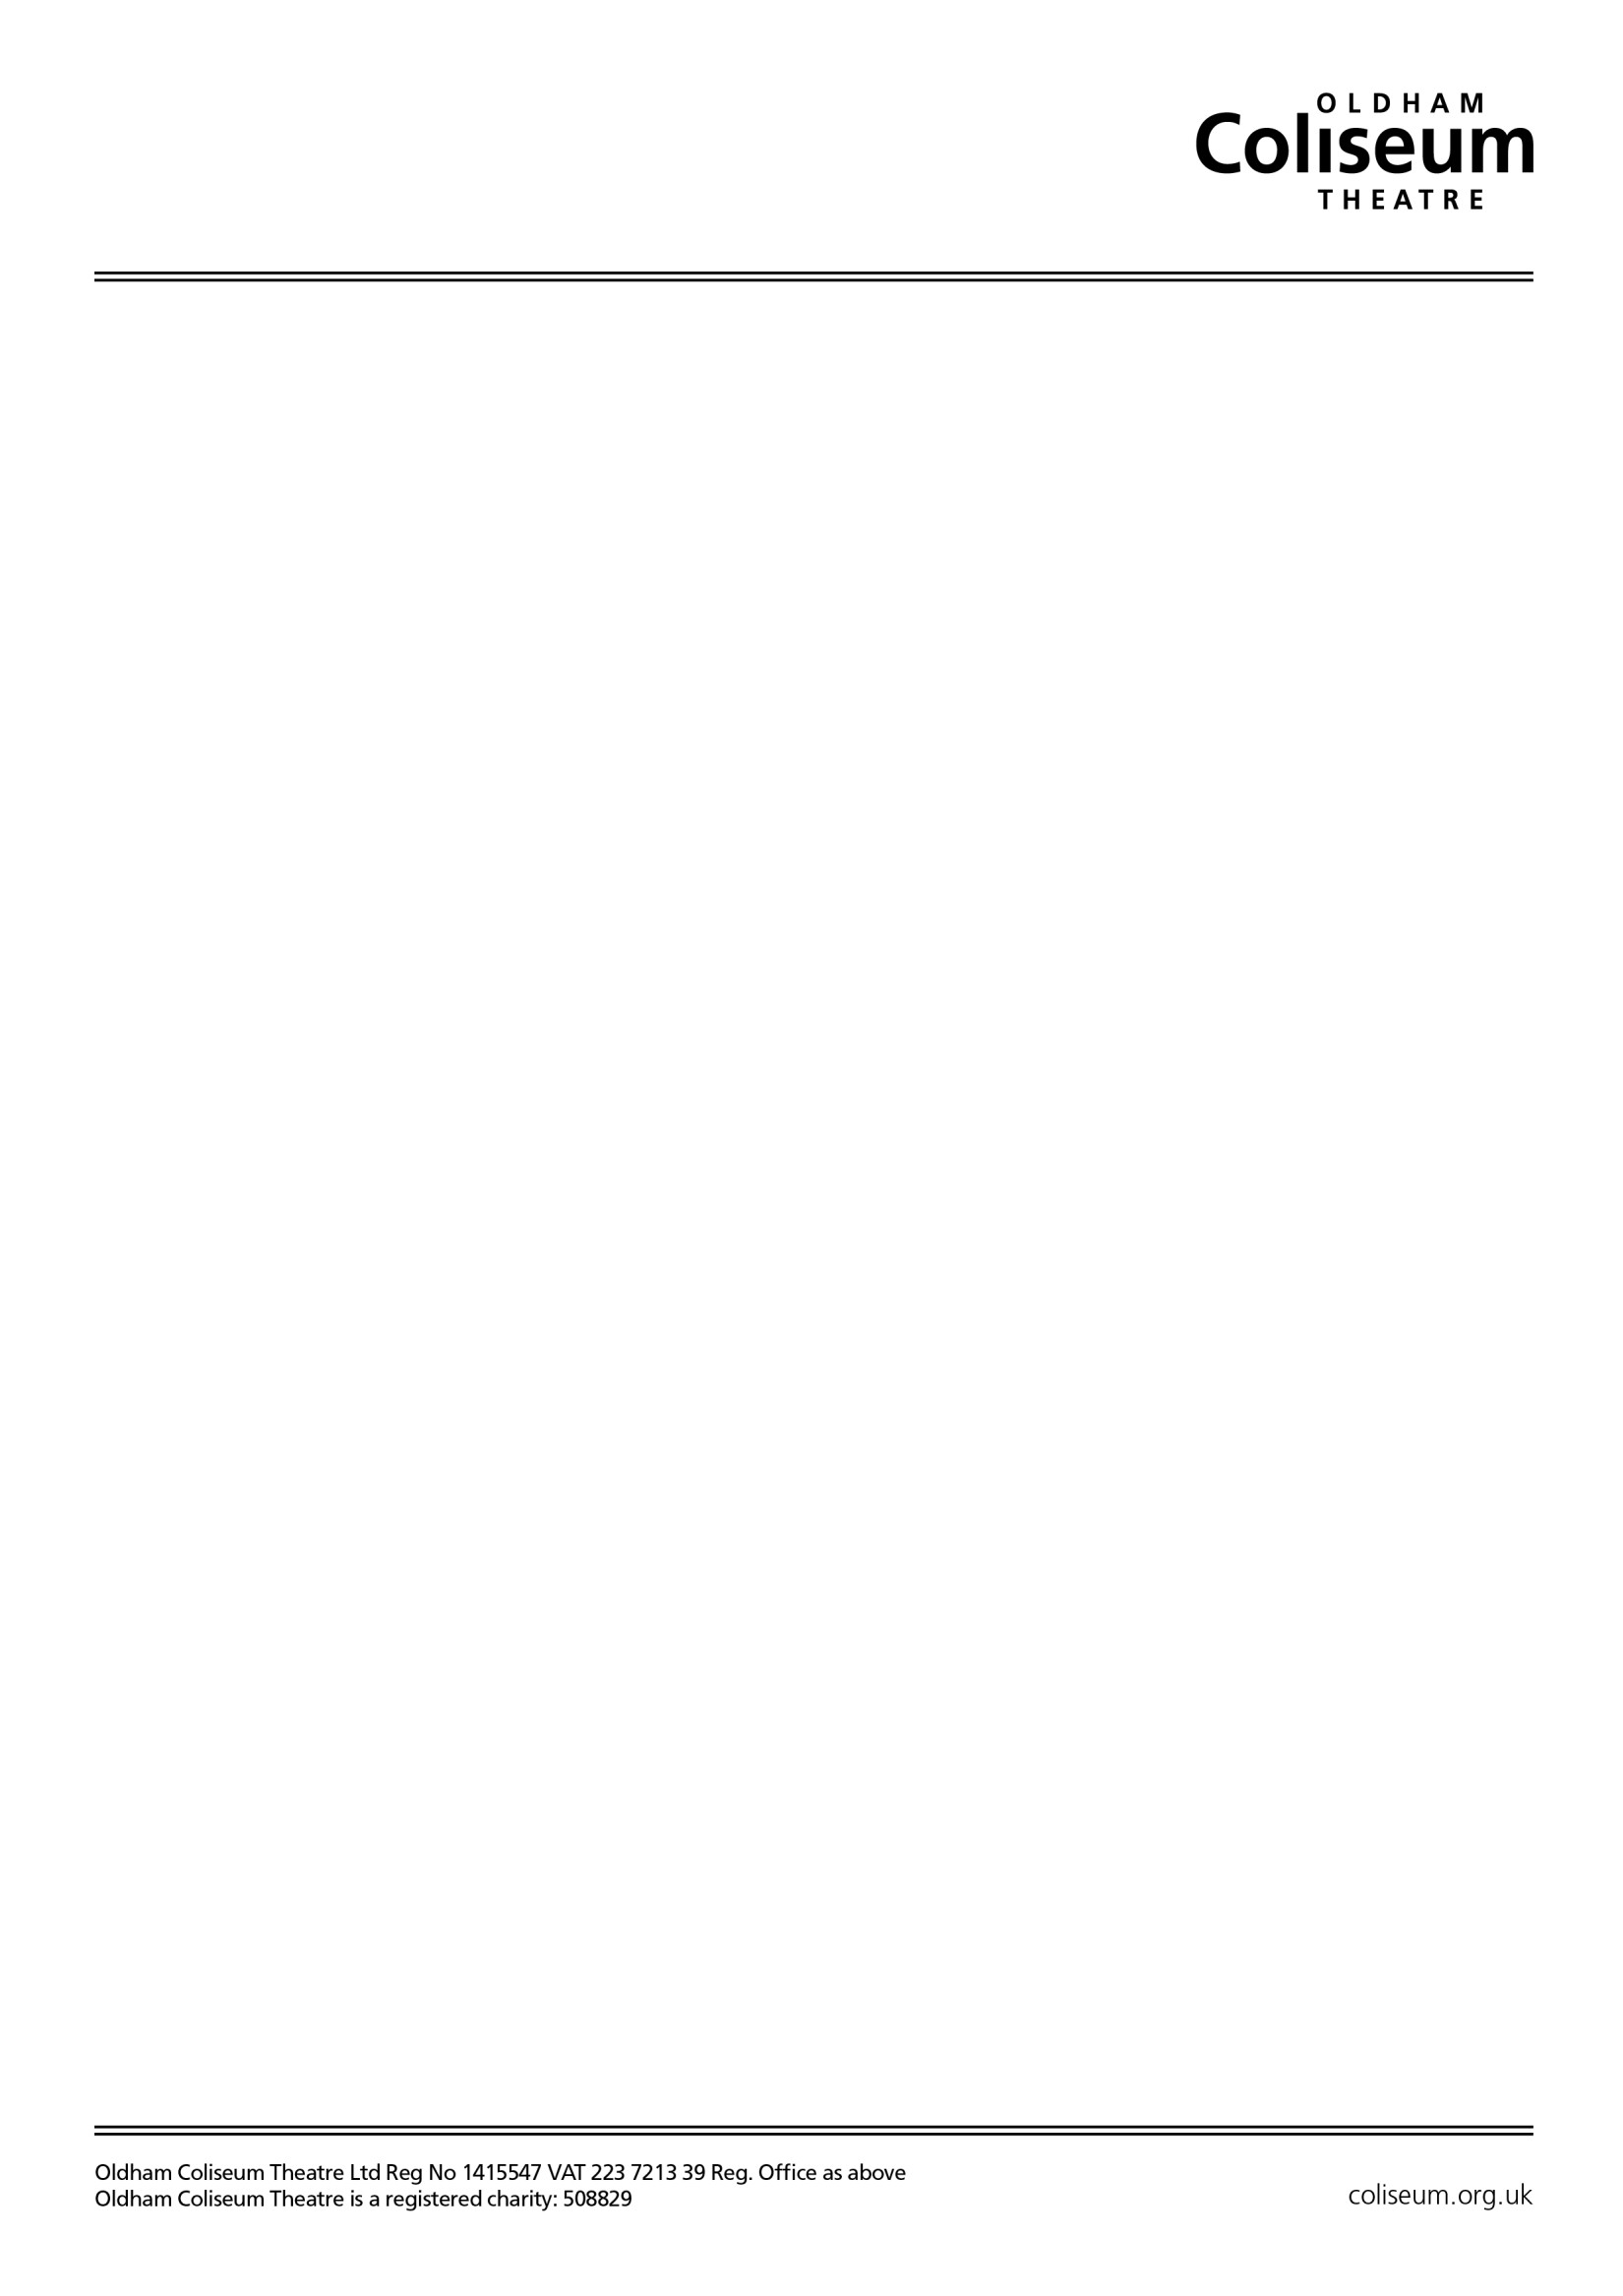 OLDHAM
Coliseum
THEATRE
Oldham Coliseum Theatre Ltd Reg No 1415547 VAT 223 7213 39 Reg. Office as above
Oldham Coliseum Theatre is a registered charity: 508829
coliseum.org.uk